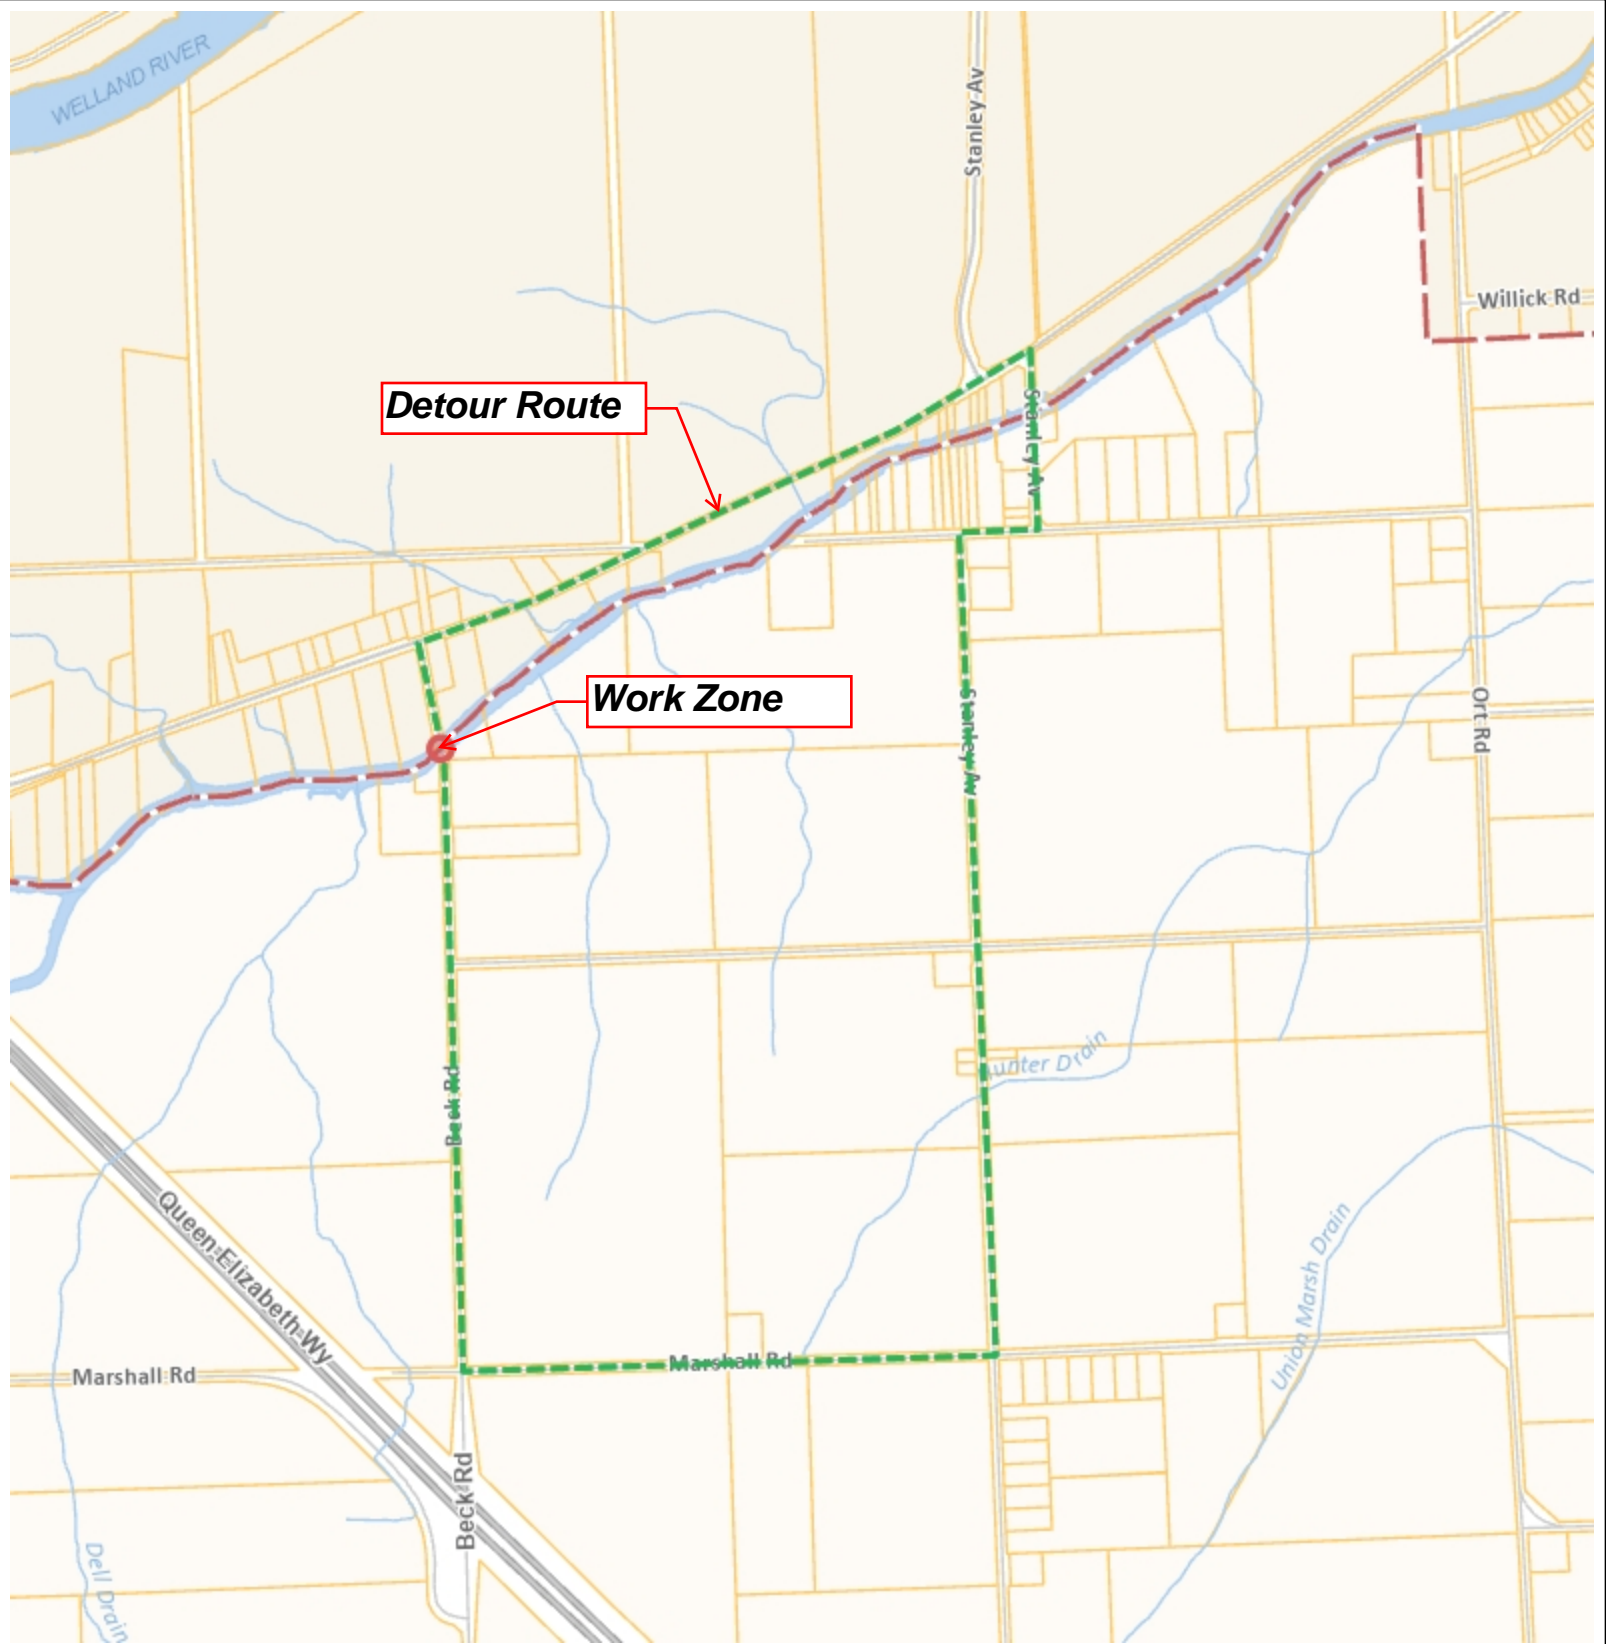 WELLAND RIVER
Stanley Av
Willick Rd
Detour Route
Stanley Av
Work Zone
Stanley Av
Ort Rd
Hunter Drain
Beck Rd
Queen Elizabeth Wy
Union Marsh Drain
Marshall Rd
Marshall Rd
Beck Rd
Dell Drain